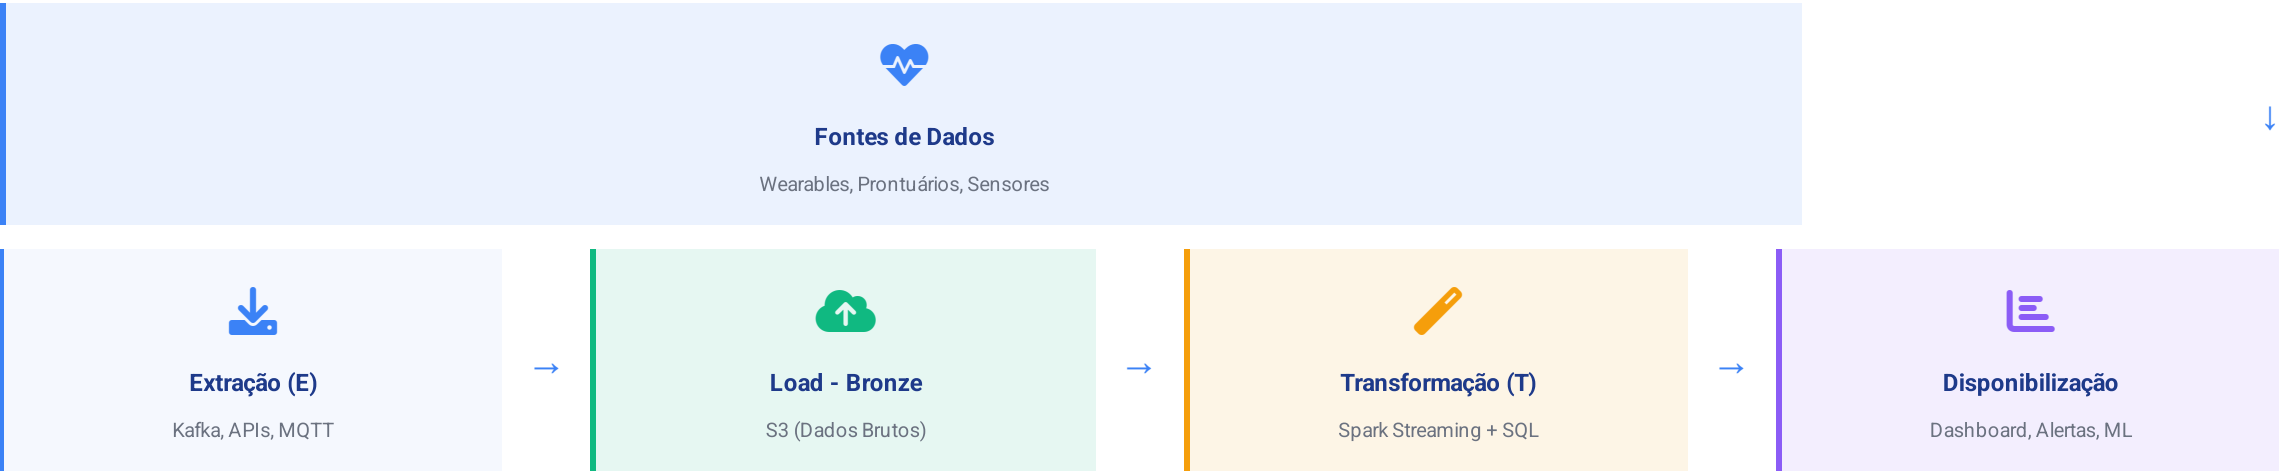 Fontes de Dados
Wearables, Prontuários, Sensores
↓
Extração (E)
Kafka, APIs, MQTT
→
Load - Bronze
S3 (Dados Brutos)
→
Transformação (T)
Spark Streaming + SQL
→
Disponibilização
Dashboard, Alertas, ML